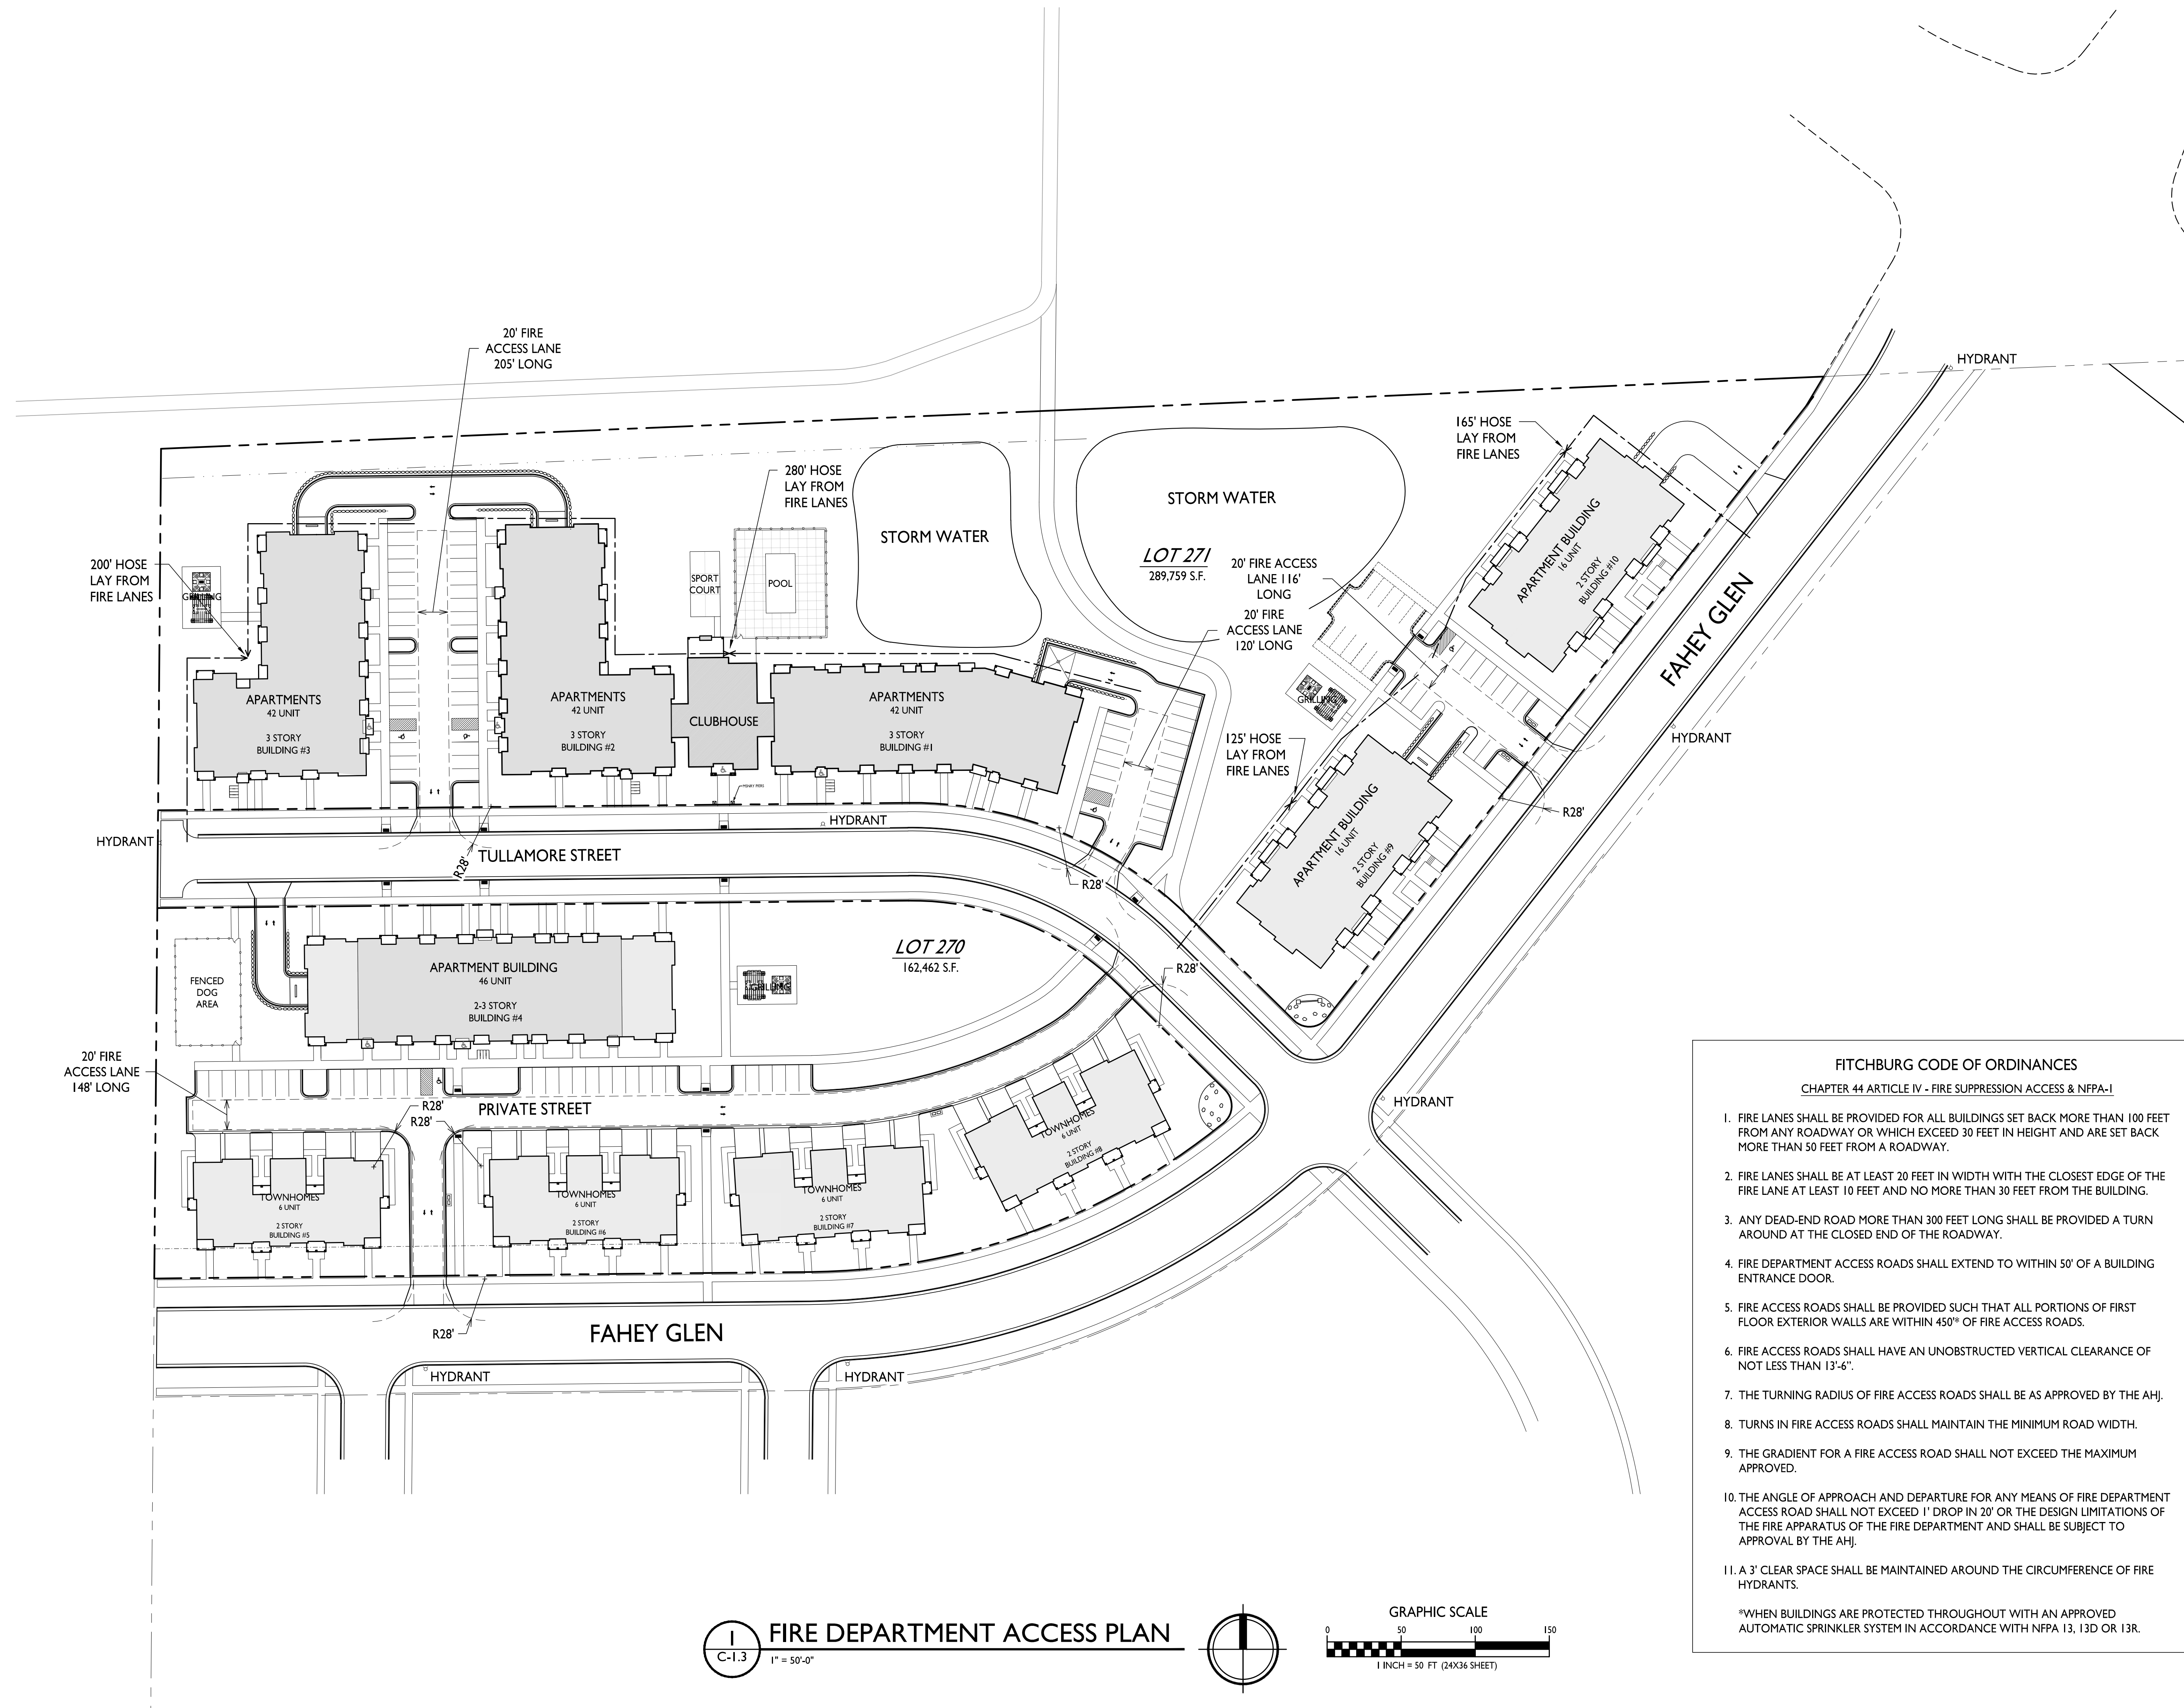 20' FIRE
ACCESS LANE
205' LONG
HYDRANT
165' HOSE
LAY FROM
FIRE LANES
280' HOSE
LAY FROM
FIRE LANES
STORM WATER
STORM WATER
LOT 271
289,759 S.F.
200' HOSE
LAY FROM
FIRE LANES
GRILLING
SPORT
COURT
POOL
20' FIRE ACCESS
LANE 116'
LONG
20' FIRE
ACCESS LANE
120' LONG
APARTMENT BUILDING
16 UNIT
2 STORY
BUILDING #10
FAHEY GLEN
GRILLING
APARTMENTS
42 UNIT
3 STORY
BUILDING #3
APARTMENTS
42 UNIT
3 STORY
BUILDING #2
CLUBHOUSE
APARTMENTS
42 UNIT
3 STORY
BUILDING #1
125' HOSE
LAY FROM
FIRE LANES
HYDRANT
APARTMENT BUILDING
16 UNIT
2 STORY
BUILDING #9
R28'
HYDRANT
HYDRANT
TULLAMORE STREET
R28'
R28'
LOT 270
162,462 S.F.
R28'
FENCED
DOG
AREA
APARTMENT BUILDING
46 UNIT
2-3 STORY
BUILDING #4
GRILLING
20' FIRE
ACCESS LANE
148' LONG
R28'
R28'
PRIVATE STREET
HYDRANT
TOWNHOMES
6 UNIT
2 STORY
BUILDING #5
TOWNHOMES
6 UNIT
2 STORY
BUILDING #6
TOWNHOMES
6 UNIT
2 STORY
BUILDING #7
TOWNHOMES
6 UNIT
2 STORY
BUILDING #8
R28'
FAHEY GLEN
HYDRANT
HYDRANT
FITCHBURG CODE OF ORDINANCES
CHAPTER 44 ARTICLE IV - FIRE SUPPRESSION ACCESS & NFPA-1
1. FIRE LANES SHALL BE PROVIDED FOR ALL BUILDINGS SET BACK MORE THAN 100 FEET
FROM ANY ROADWAY OR WHICH EXCEED 30 FEET IN HEIGHT AND ARE SET BACK
MORE THAN 50 FEET FROM A ROADWAY.
2. FIRE LANES SHALL BE AT LEAST 20 FEET IN WIDTH WITH THE CLOSEST EDGE OF THE
FIRE LANE AT LEAST 10 FEET AND NO MORE THAN 30 FEET FROM THE BUILDING.
3. ANY DEAD-END ROAD MORE THAN 300 FEET LONG SHALL BE PROVIDED A TURN
AROUND AT THE CLOSED END OF THE ROADWAY.
4. FIRE DEPARTMENT ACCESS ROADS SHALL EXTEND TO WITHIN 50' OF A BUILDING
ENTRANCE DOOR.
5. FIRE ACCESS ROADS SHALL BE PROVIDED SUCH THAT ALL PORTIONS OF FIRST
FLOOR EXTERIOR WALLS ARE WITHIN 450'* OF FIRE ACCESS ROADS.
6. FIRE ACCESS ROADS SHALL HAVE AN UNOBSTRUCTED VERTICAL CLEARANCE OF
NOT LESS THAN 13'-6".
7. THE TURNING RADIUS OF FIRE ACCESS ROADS SHALL BE AS APPROVED BY THE AHJ.
8. TURNS IN FIRE ACCESS ROADS SHALL MAINTAIN THE MINIMUM ROAD WIDTH.
9. THE GRADIENT FOR A FIRE ACCESS ROAD SHALL NOT EXCEED THE MAXIMUM
APPROVED.
10. THE ANGLE OF APPROACH AND DEPARTURE FOR ANY MEANS OF FIRE DEPARTMENT
ACCESS ROAD SHALL NOT EXCEED 1' DROP IN 20' OR THE DESIGN LIMITATIONS OF
THE FIRE APPARATUS OF THE FIRE DEPARTMENT AND SHALL BE SUBJECT TO
APPROVAL BY THE AHJ.
11. A 3' CLEAR SPACE SHALL BE MAINTAINED AROUND THE CIRCUMFERENCE OF FIRE
HYDRANTS.
*WHEN BUILDINGS ARE PROTECTED THROUGHOUT WITH AN APPROVED
AUTOMATIC SPRINKLER SYSTEM IN ACCORDANCE WITH NFPA 13, 13D OR 13R.
1
C-1.3
FIRE DEPARTMENT ACCESS PLAN
1" = 50'-0"
GRAPHIC SCALE
0 50 100 150
1 INCH = 50 FT (24X36 SHEET)